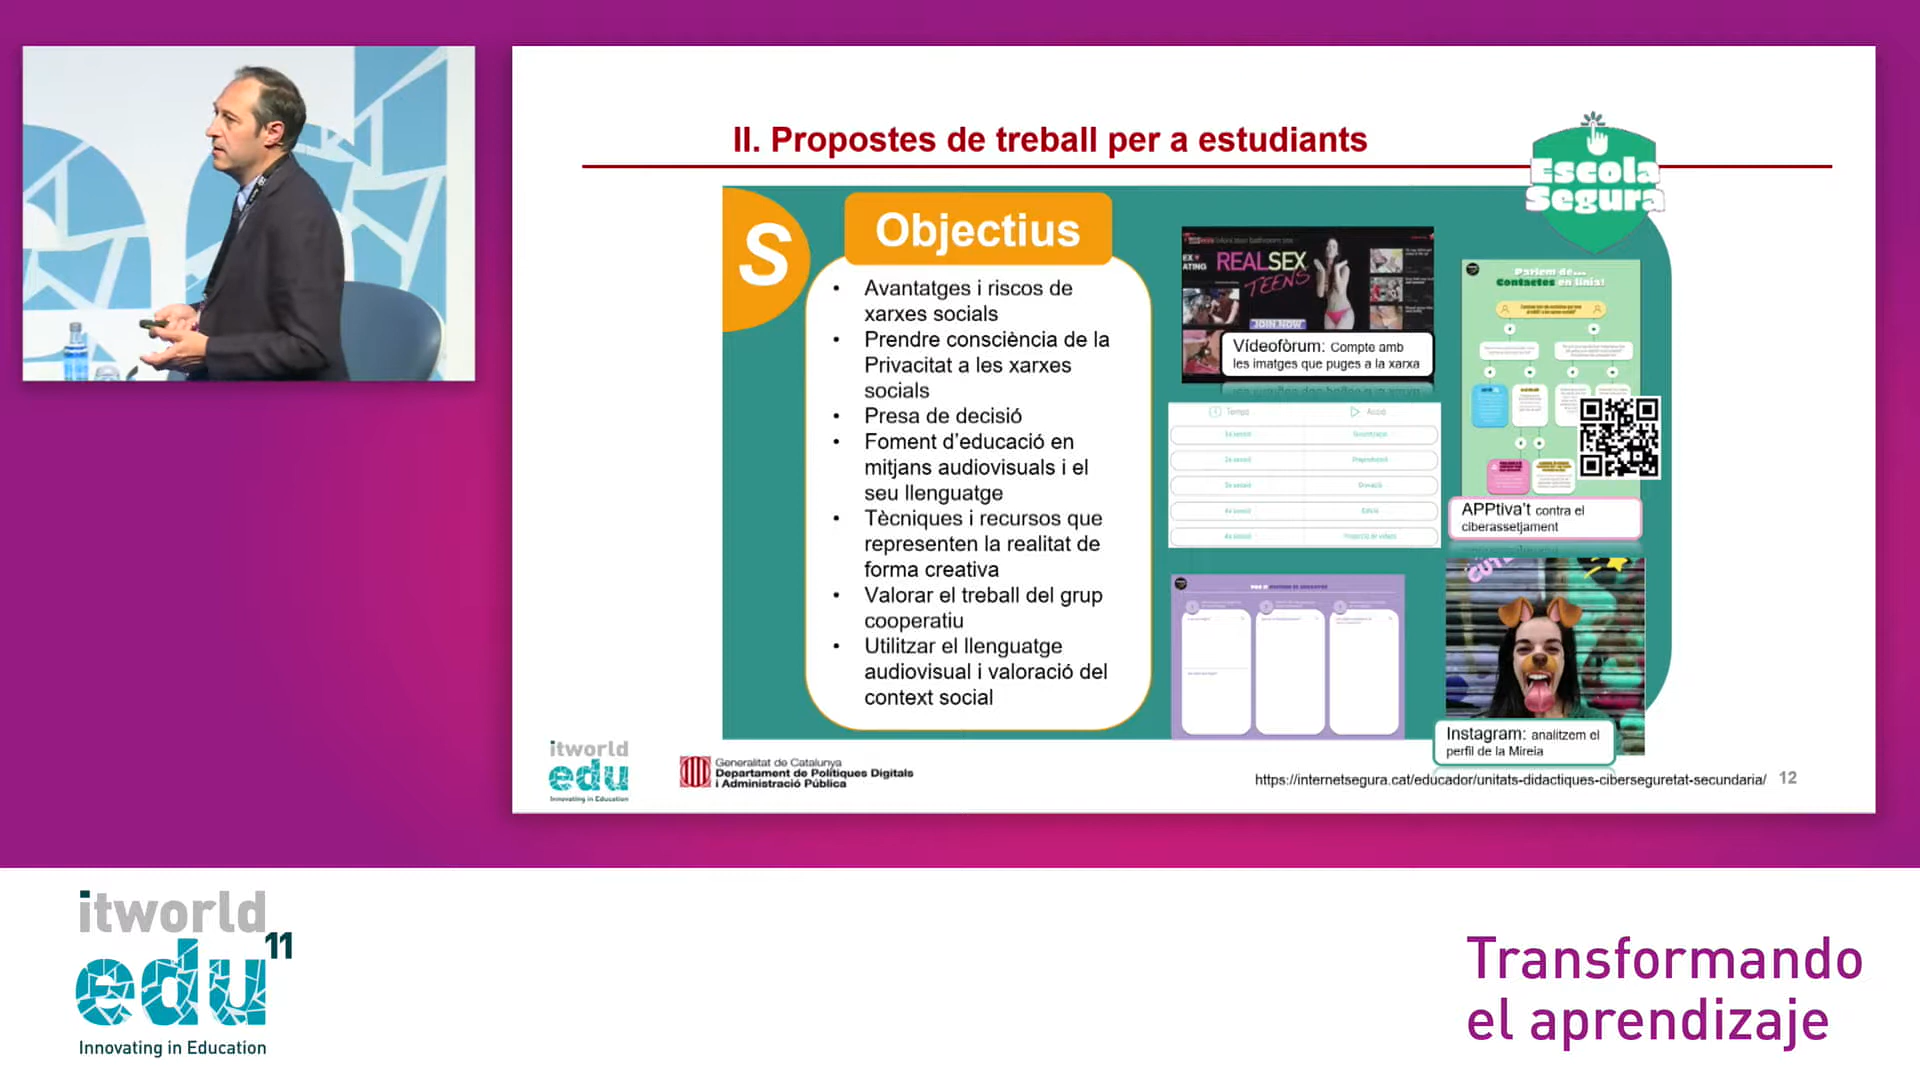 II. Propostes de treball per a estudiants
Escola
Segura
S
Objectius
• Avantatges i riscos de
xarxes socials
• Prendre consciència de la
Privacitat a les xarxes
socials
• Presa de decisió
• Foment d'educació en
mitjans audiovisuals i el
seu llenguatge
• Tècniques i recursos que
representen la realitat de
forma creativa
• Valorar el treball del grup
cooperatiu
• Utilitzar el llenguatge
audiovisual i valoració del
context social
REALSEX
TEENS
JOIN NOW
Vídeofòrum: Compte amb
les imatges que puges a la xarxa
Temps
Acció
Parlem de...
Contactes en línia!
APPtiva't contra el
ciberassetjament
CUTE
Instagram: analitzem el
perfil de la Mireia
itworld
edu
Innovating in Education
Generalitat de Catalunya
Departament de Polítiques Digitals
i Administració Pública
https://internetsegura.cat/educador/unitats-didactiques-ciberseguretat-secundaria/
12
itworld
edu 11
Innovating in Education
Transformando
el aprendizaje